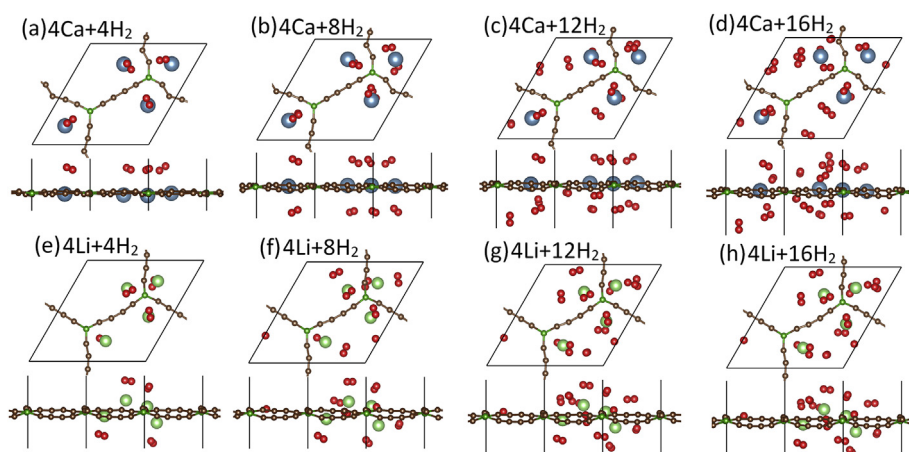 (a)4Ca+4H₂
(b)4Ca+8H₂
(c)4Ca+12H₂
(d)4Ca+16H₂
(e)4Li+4H₂
(f)4Li+8H₂
(g)4Li+12H₂
(h)4Li+16H₂